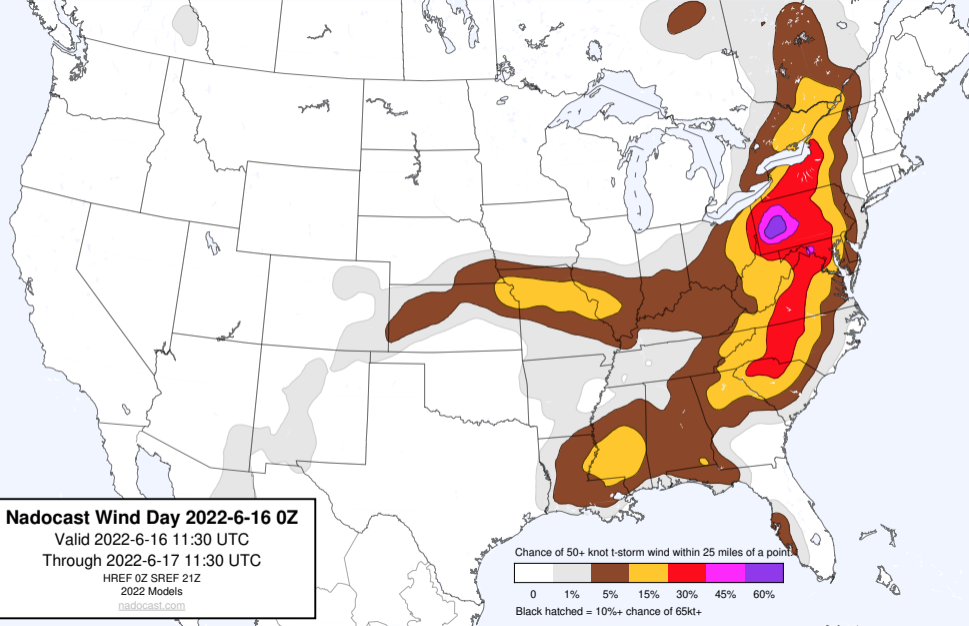 Nadocast Wind Day 2022-6-16 0Z
Valid 2022-6-16 11:30 UTC
Through 2022-6-17 11:30 UTC
HREF 0Z SREF 21Z
2022 Models
nadocast.com
Chance of 50+ knot t-storm wind within 25 miles of a point.
0 1% 5% 15% 30% 45% 60%
Black hatched = 10%+ chance of 65kt+